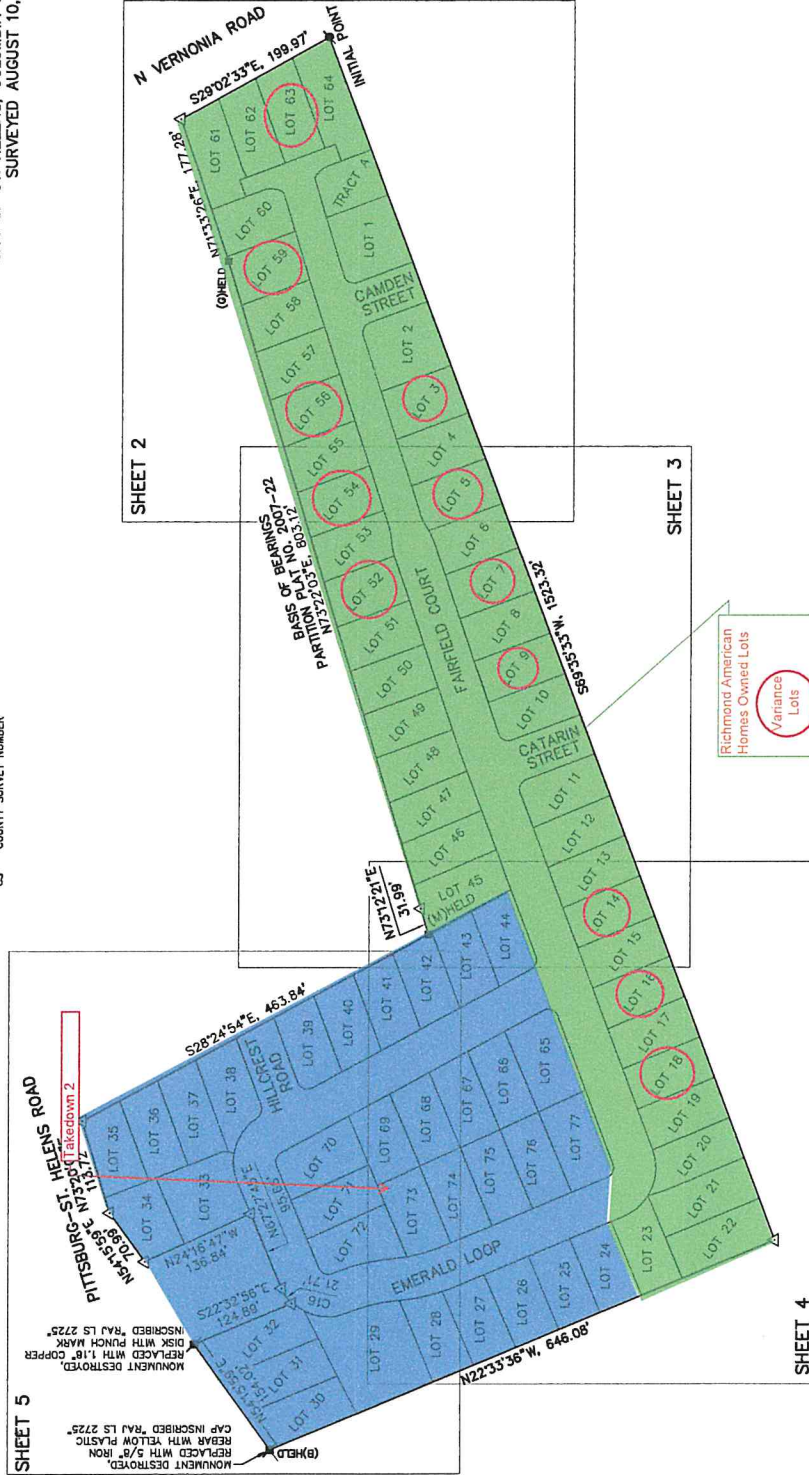 SURVEYED AUGUST 10,
COUNTY SURVEY NUMBER
SHEET 5
SHEET 2
SHEET 3
SHEET 4
N VERNONIA ROAD
S29°02'33"E, 199.97'
INITIAL POINT
N71°33'26"E, 177.28'
(G)HELD
BASIS OF BEARINGS
PARTITION PLAT NO. 2007-22
N73°22'03"E, 803.12'
N73°12'21"E
31.99'
(M)HELD
S28°24'54"E, 463.84'
PITTSBURG-ST. HELENS ROAD
Takedown 2
N54°15'59"E
70.99'
N24°16'47"W
136.84'
S22°32'56"E
124.89'
C16
21.71'
N54°15'59"E
154.02'
MONUMENT DESTROYED,
REPLACED WITH 1.18" COPPER
DISK WITH PUNCH MARK
INSCRIBED "RAJ LS 2725"
MONUMENT DESTROYED,
REPLACED WITH 5/8" IRON
REBAR WITH YELLOW PLASTIC
CAP INSCRIBED "RAJ LS 2725"
(B)HELD
N22°33'36"W, 646.08'
S69°35'33"W, 1523.32'
HILLCREST
ROAD
EMERALD LOOP
FAIRFIELD COURT
CATARIN
STREET
CAMDEN
STREET
TRACT A
LOT 1
LOT 2
LOT 3
LOT 4
LOT 5
LOT 6
LOT 7
LOT 8
LOT 9
LOT 10
LOT 11
LOT 12
LOT 13
LOT 14
LOT 15
LOT 16
LOT 17
LOT 18
LOT 19
LOT 20
LOT 21
LOT 22
LOT 23
LOT 24
LOT 25
LOT 26
LOT 27
LOT 28
LOT 29
LOT 30
LOT 31
LOT 32
LOT 33
LOT 34
LOT 35
LOT 36
LOT 37
LOT 38
LOT 39
LOT 40
LOT 41
LOT 42
LOT 43
LOT 44
LOT 45
LOT 46
LOT 47
LOT 48
LOT 49
LOT 50
LOT 51
LOT 52
LOT 53
LOT 54
LOT 55
LOT 56
LOT 57
LOT 58
LOT 59
LOT 60
LOT 61
LOT 62
LOT 63
LOT 64
LOT 65
LOT 66
LOT 67
LOT 68
LOT 69
LOT 70
LOT 72
LOT 73
LOT 74
LOT 75
LOT 76
LOT 77
Richmond American
Homes Owned Lots
Variance
Lots